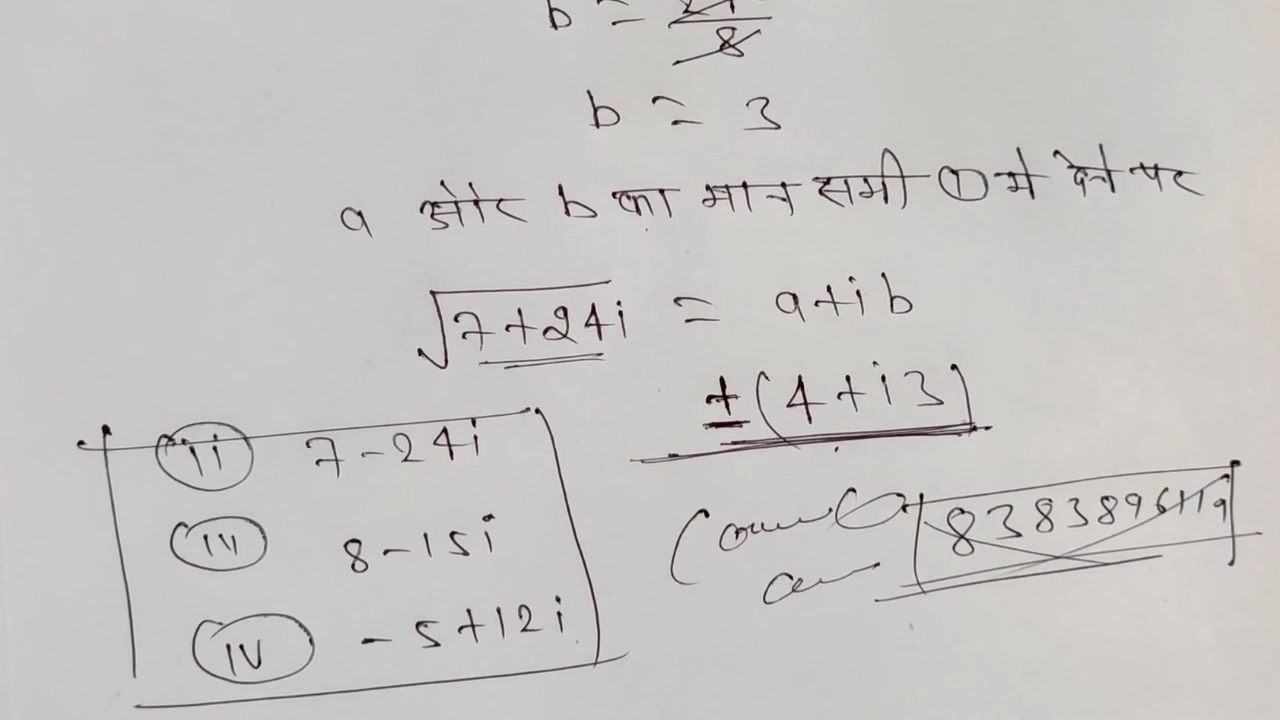 b =
8
b = 3
a और b का मान समी ① मे देने पर
√7+24i = a+ib
±(4+i3)
ii 7-24i
iii 8-15i
iv -5+12i